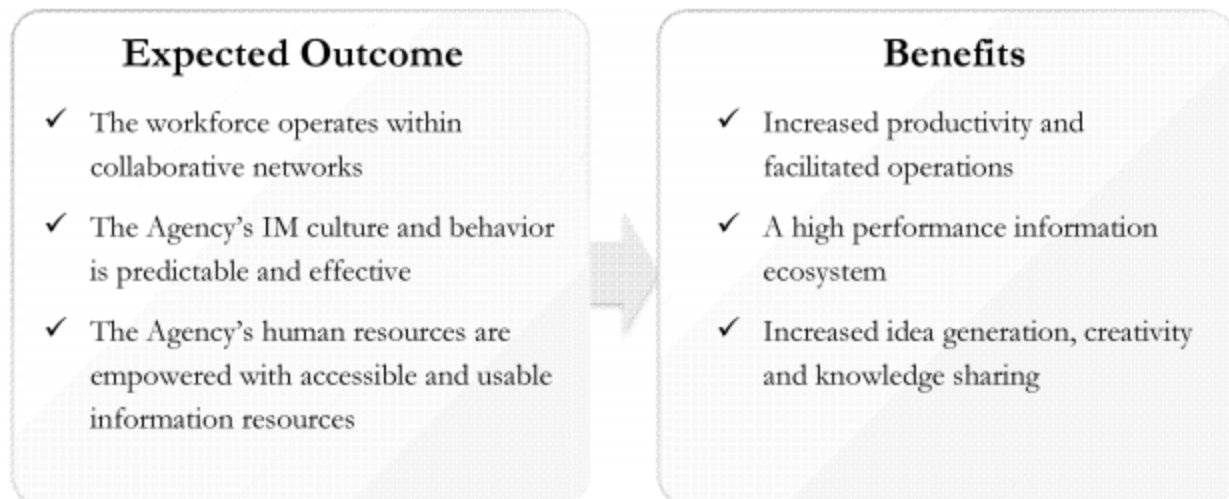 Expected Outcome
✓ The workforce operates within
collaborative networks
✓ The Agency's IM culture and behavior
is predictable and effective
✓ The Agency's human resources are
empowered with accessible and usable
information resources
Benefits
✓ Increased productivity and
facilitated operations
✓ A high performance information
ecosystem
✓ Increased idea generation, creativity
and knowledge sharing